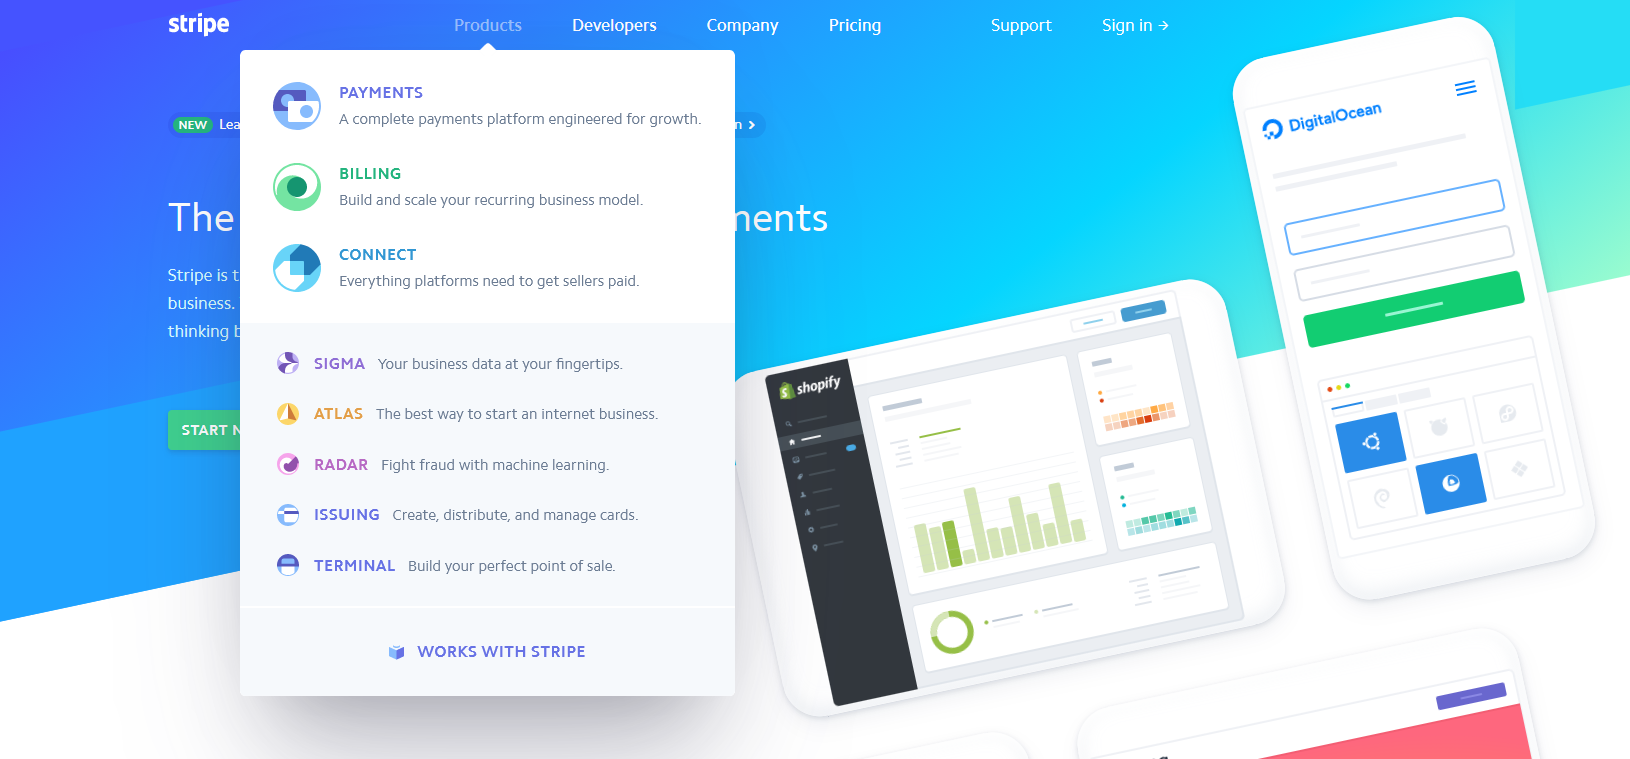 stripe
Products Developers Company Pricing Support Sign in →
PAYMENTS
A complete payments platform engineered for growth.
BILLING
Build and scale your recurring business model.
CONNECT
Everything platforms need to get sellers paid.
SIGMA Your business data at your fingertips.
ATLAS The best way to start an internet business.
RADAR Fight fraud with machine learning.
ISSUING Create, distribute, and manage cards.
TERMINAL Build your perfect point of sale.
WORKS WITH STRIPE
NEW
The
Stripe is
business.
thinking
START
DigitalOcean
shopify